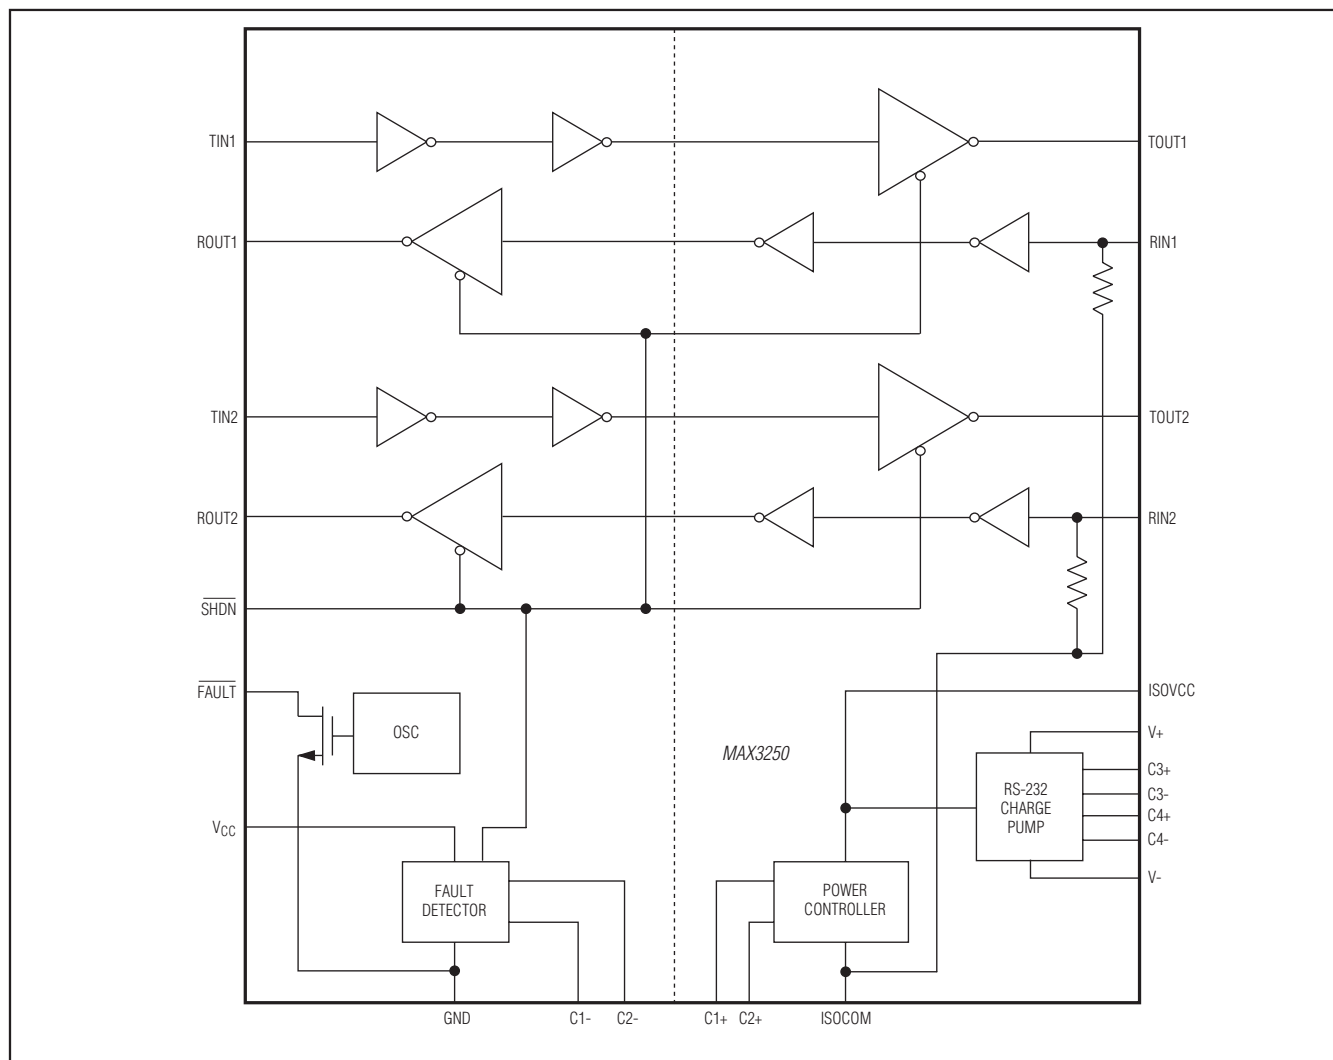 TIN1
TOUT1
ROUT1
RIN1
TIN2
TOUT2
ROUT2
RIN2
SHDN
FAULT
ISOVCC
OSC
V+
MAX3250
C3+
RS-232
CHARGE
PUMP
C3-
C4+
VCC
C4-
V-
FAULT
DETECTOR
POWER
CONTROLLER
GND
C1-
C2-
C1+
C2+
ISOCOM